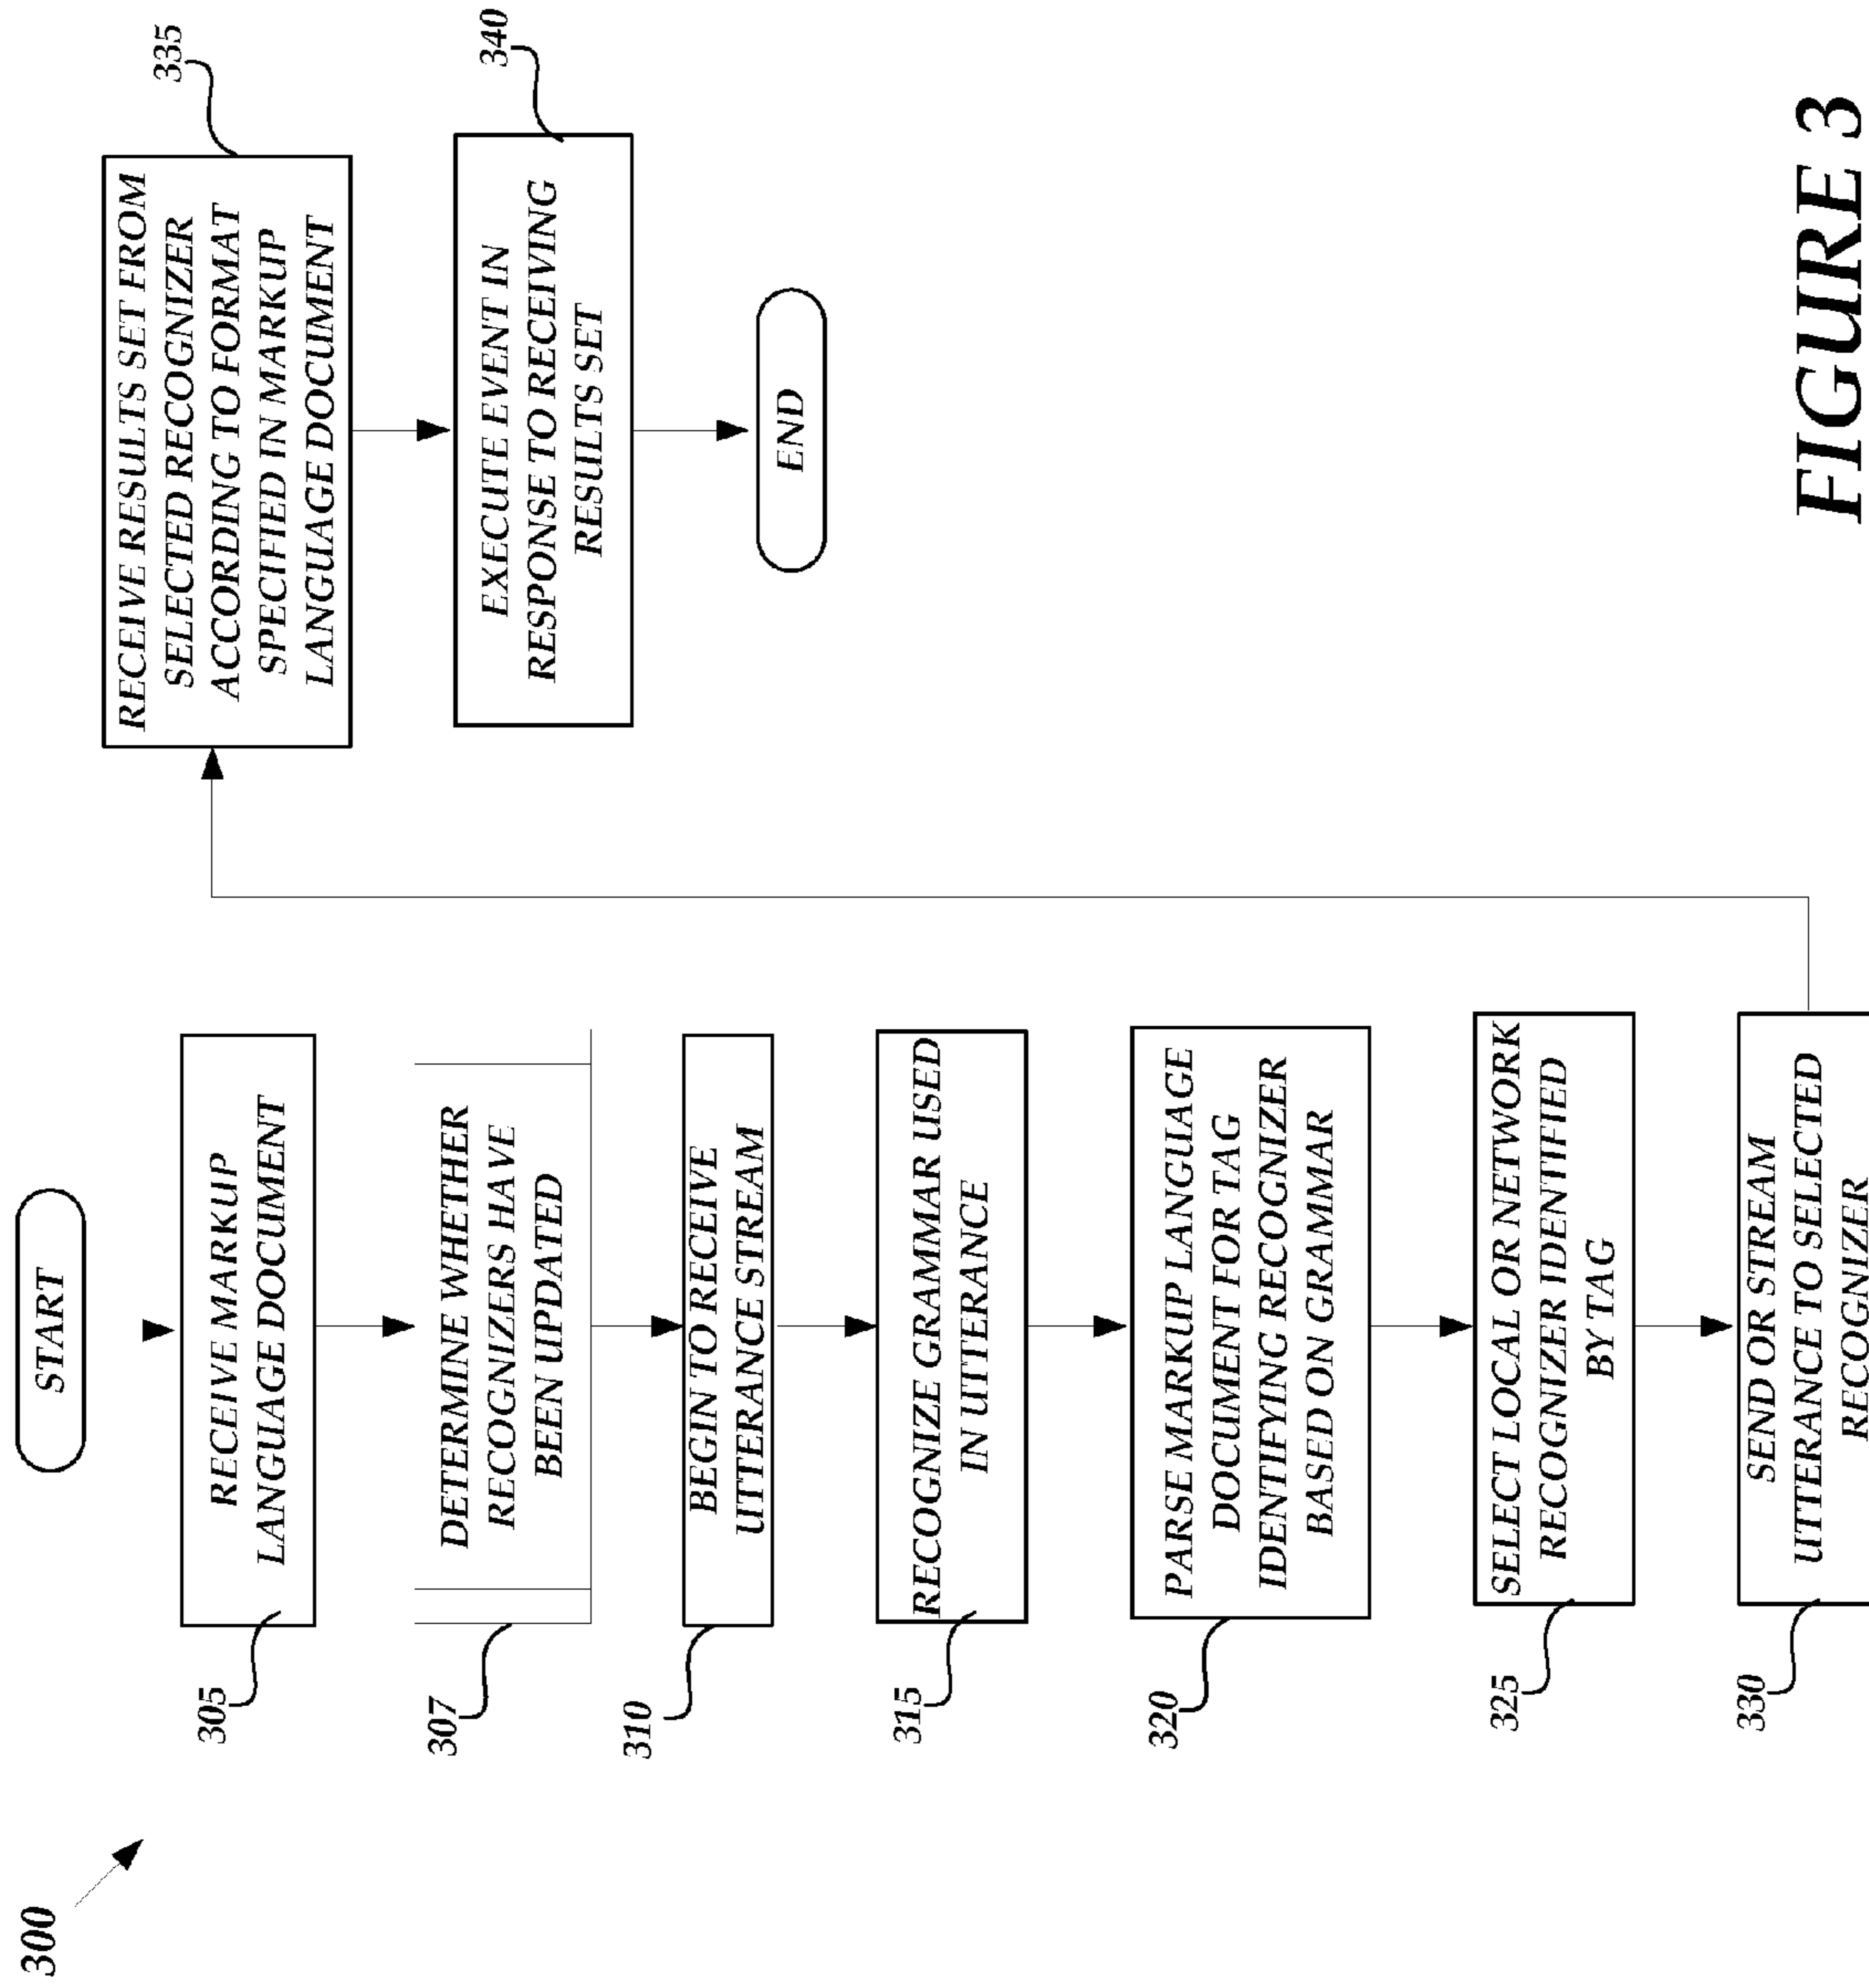 300
START
305
RECEIVE MARKUP
LANGUAGE DOCUMENT
307
DETERMINE WHETHER
RECOGNIZERS HAVE
BEEN UPDATED
310
BEGIN TO RECEIVE
UTTERANCE STREAM
315
RECOGNIZE GRAMMAR USED
IN UTTERANCE
320
PARSE MARKUP LANGUAGE
DOCUMENT FOR TAG
IDENTIFYING RECOGNIZER
BASED ON GRAMMAR
325
SELECT LOCAL OR NETWORK
RECOGNIZER IDENTIFIED
BY TAG
330
SEND OR STREAM
UTTERANCE TO SELECTED
RECOGNIZER
335
RECEIVE RESULTS SET FROM
SELECTED RECOGNIZER
ACCORDING TO FORMAT
SPECIFIED IN MARKUP
LANGUAGE DOCUMENT
340
EXECUTE EVENT IN
RESPONSE TO RECEIVING
RESULTS SET
END
FIGURE 3